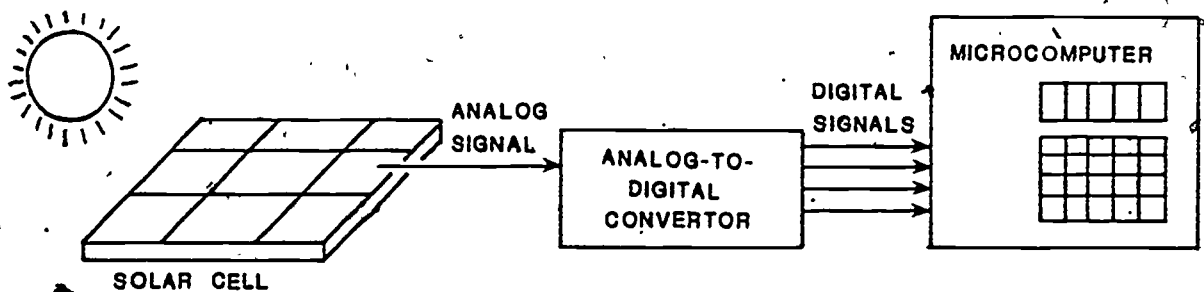 MICROCOMPUTER
ANALOG
SIGNAL
DIGITAL
SIGNALS
ANALOG-TO-
DIGITAL
CONVERTOR
SOLAR CELL